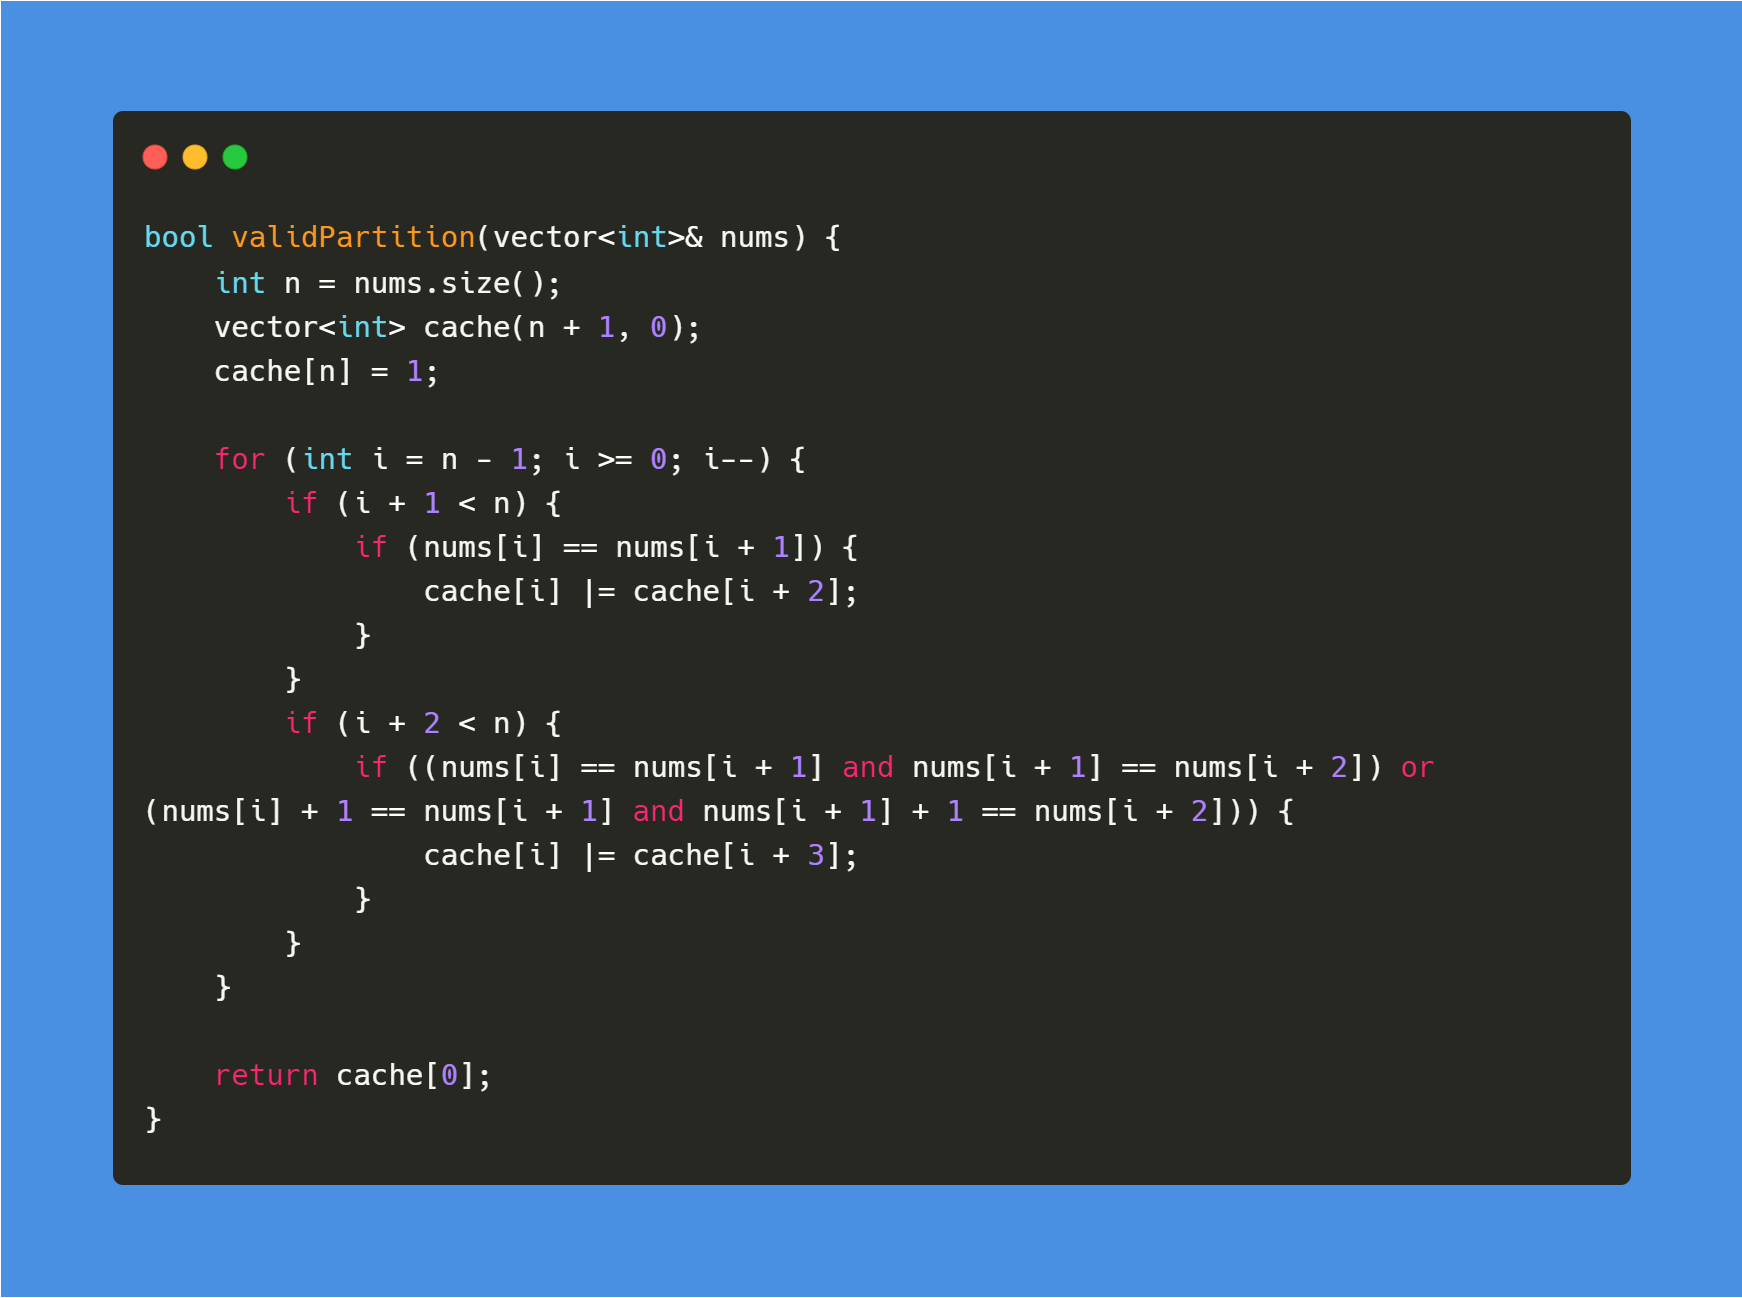 bool validPartition(vector<int>& nums) {
    int n = nums.size();
    vector<int> cache(n + 1, 0);
    cache[n] = 1;

    for (int i = n - 1; i >= 0; i--) {
        if (i + 1 < n) {
            if (nums[i] == nums[i + 1]) {
                cache[i] |= cache[i + 2];
            }
        }
        if (i + 2 < n) {
            if ((nums[i] == nums[i + 1] and nums[i + 1] == nums[i + 2]) or
(nums[i] + 1 == nums[i + 1] and nums[i + 1] + 1 == nums[i + 2])) {
                cache[i] |= cache[i + 3];
            }
        }
    }

    return cache[0];
}